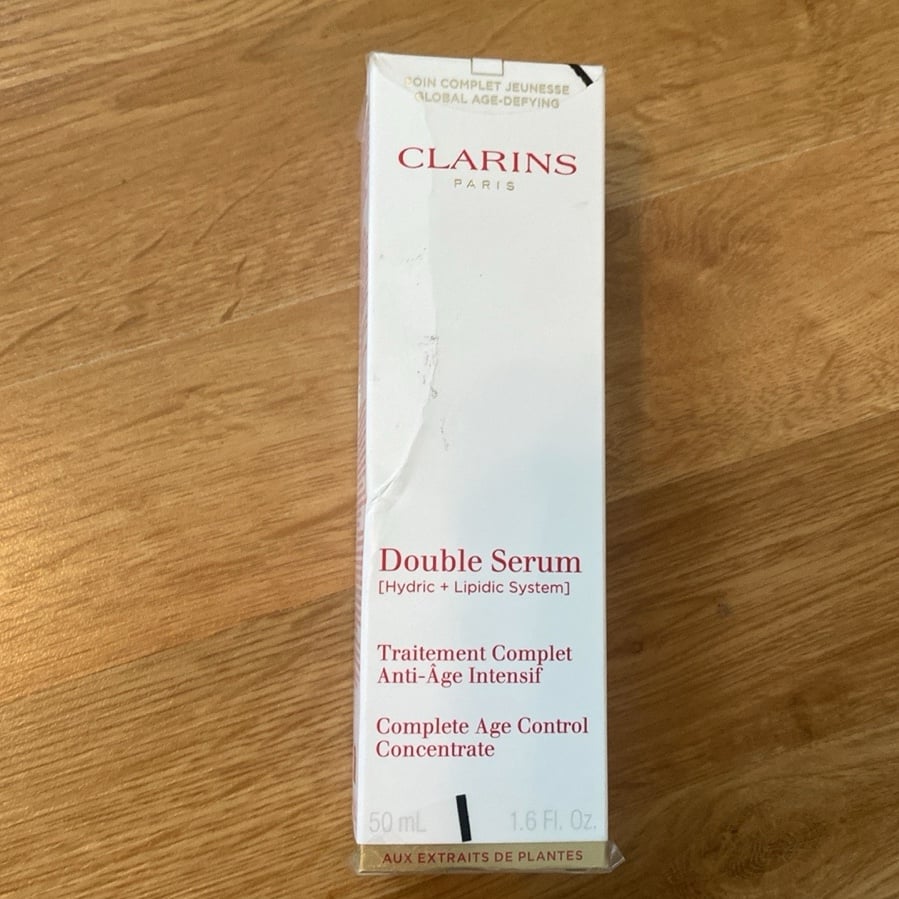 SOIN COMPLET JEUNESSE
GLOBAL AGE-DEFYING
CLARINS
PARIS
Double Serum
[Hydric + Lipidic System]
Traitement Complet
Anti-Âge Intensif
Complete Age Control
Concentrate
50 mL 1.6 Fl. Oz.
AUX EXTRAITS DE PLANTES